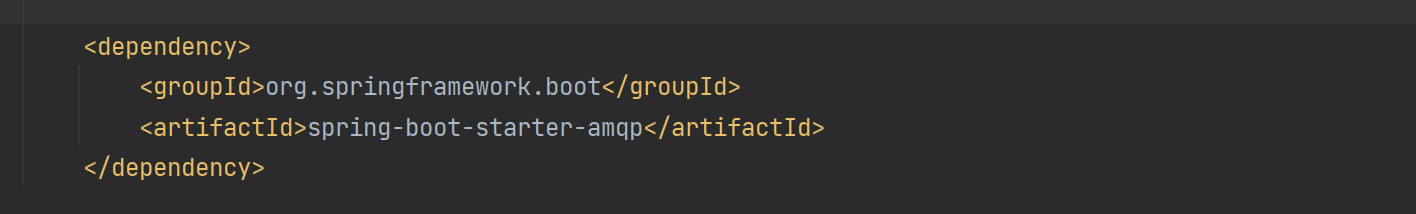 <dependency>
    <groupId>org.springframework.boot</groupId>
    <artifactId>spring-boot-starter-amqp</artifactId>
</dependency>